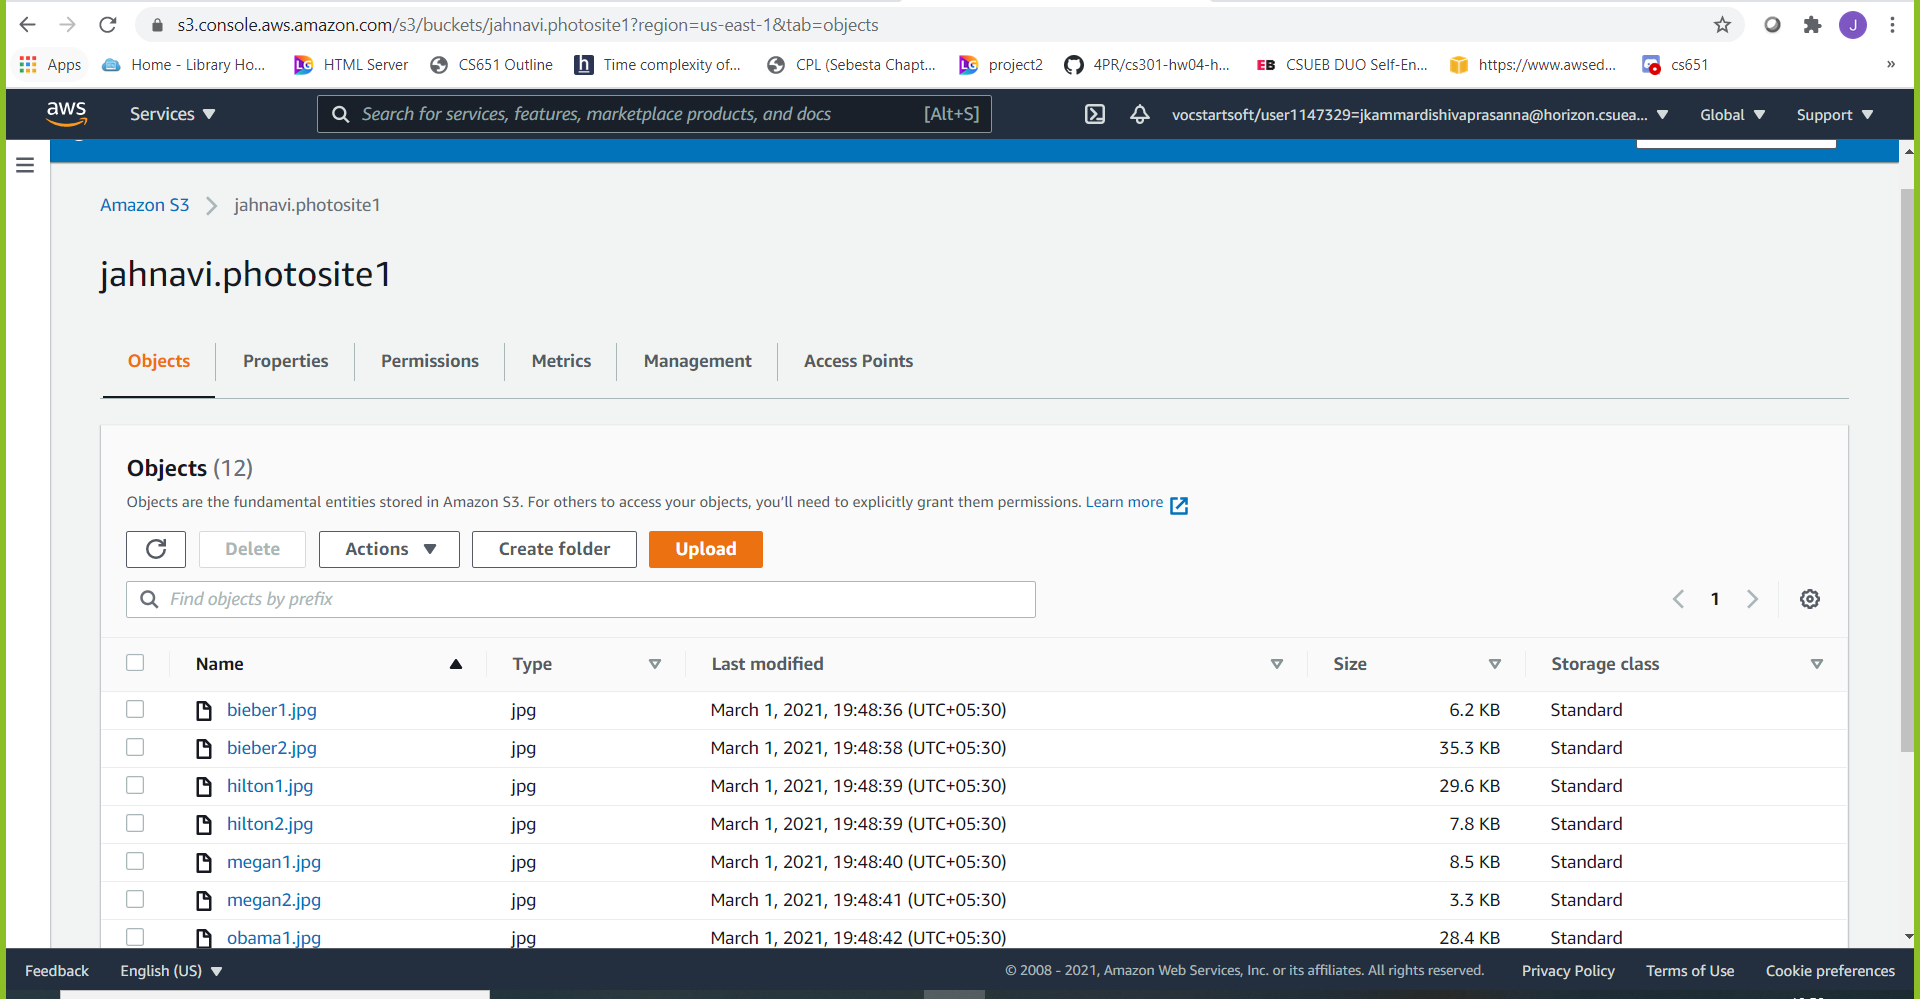 s3.console.aws.amazon.com/s3/buckets/jahnavi.photosite1?region=us-east-1&tab=objects
J
Apps Home - Library Ho... LG HTML Server CS651 Outline h Time complexity of... CPL (Sebesta Chapt... LG project2 4PR/cs301-hw04-h... EB CSUEB DUO Self-En... https://www.awsed... cs651 »
aws Services Search for services, features, marketplace products, and docs [Alt+S] vocstartsoft/user1147329=jkammardishivaprasanna@horizon.csuea... Global Support
Amazon S3 jahnavi.photosite1
jahnavi.photosite1
Objects Properties Permissions Metrics Management Access Points
Objects (12)
Objects are the fundamental entities stored in Amazon S3. For others to access your objects, you’ll need to explicitly grant them permissions. Learn more
Delete Actions Create folder Upload
Find objects by prefix 1
Name Type Last modified Size Storage class
bieber1.jpg jpg March 1, 2021, 19:48:36 (UTC+05:30) 6.2 KB Standard
bieber2.jpg jpg March 1, 2021, 19:48:38 (UTC+05:30) 35.3 KB Standard
hilton1.jpg jpg March 1, 2021, 19:48:39 (UTC+05:30) 29.6 KB Standard
hilton2.jpg jpg March 1, 2021, 19:48:39 (UTC+05:30) 7.8 KB Standard
megan1.jpg jpg March 1, 2021, 19:48:40 (UTC+05:30) 8.5 KB Standard
megan2.jpg jpg March 1, 2021, 19:48:41 (UTC+05:30) 3.3 KB Standard
obama1.jpg jpg March 1, 2021, 19:48:42 (UTC+05:30) 28.4 KB Standard
Feedback English (US) © 2008 - 2021, Amazon Web Services, Inc. or its affiliates. All rights reserved. Privacy Policy Terms of Use Cookie preferences